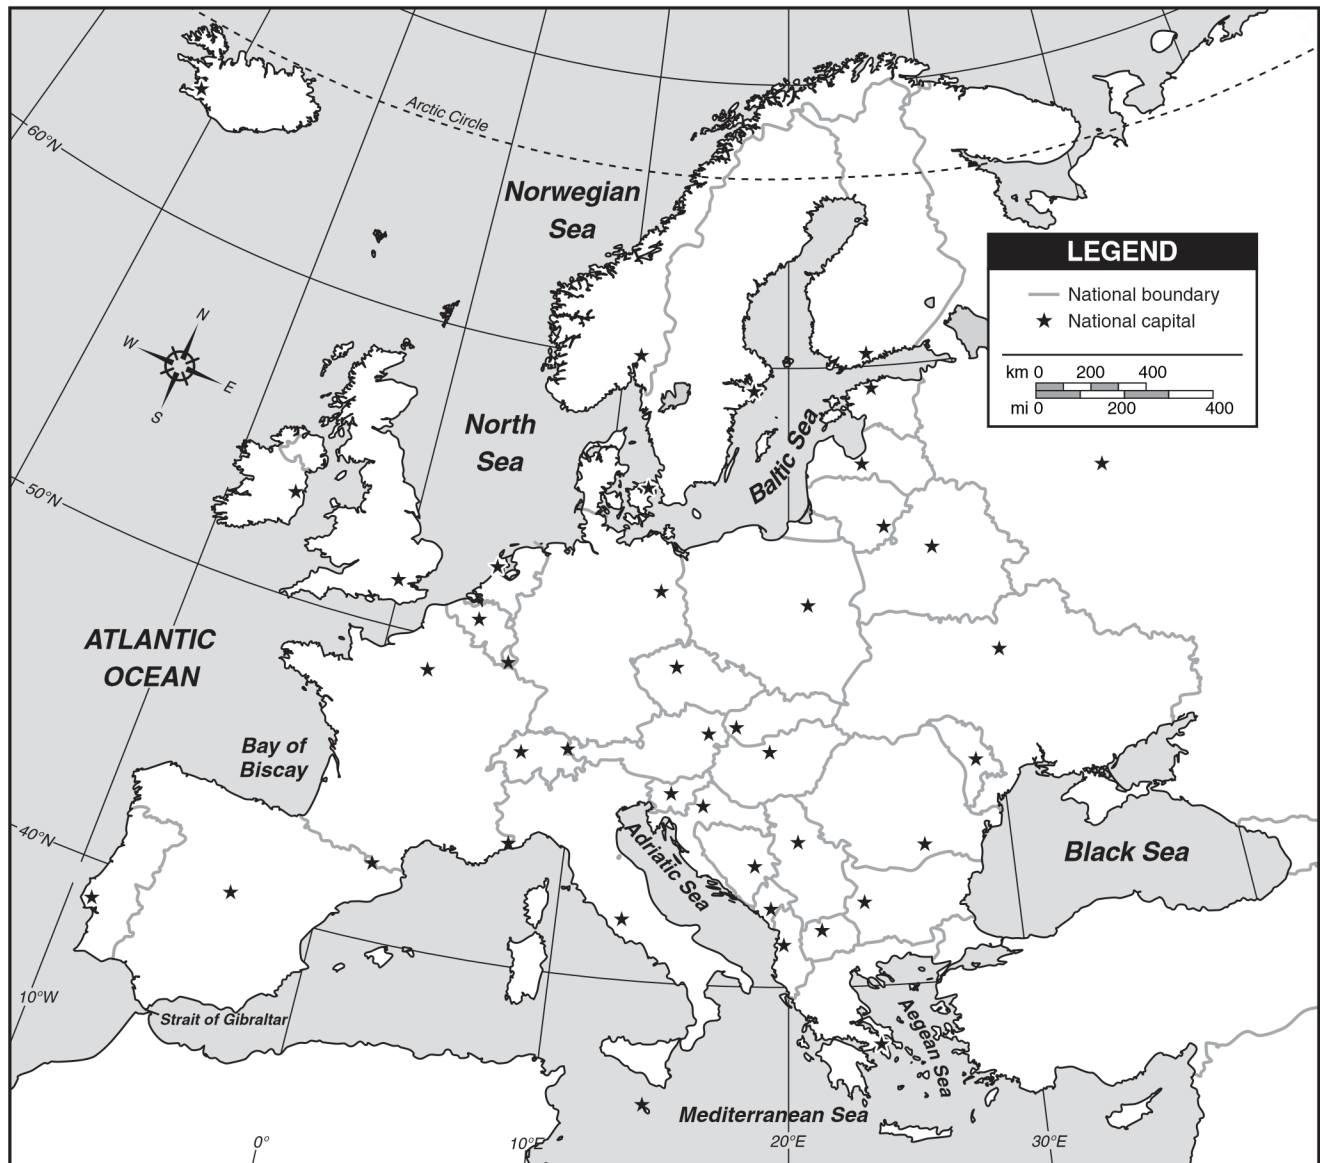 Arctic Circle
60°N
Norwegian
Sea
LEGEND
National boundary
National capital
km 0 200 400
mi 0 200 400
N
W
E
S
North
Sea
Baltic Sea
50°N
ATLANTIC
OCEAN
Bay of
Biscay
40°N
Adriatic Sea
Black Sea
10°W
Strait of Gibraltar
Aegean Sea
Mediterranean Sea
0°
10°E
20°E
30°E